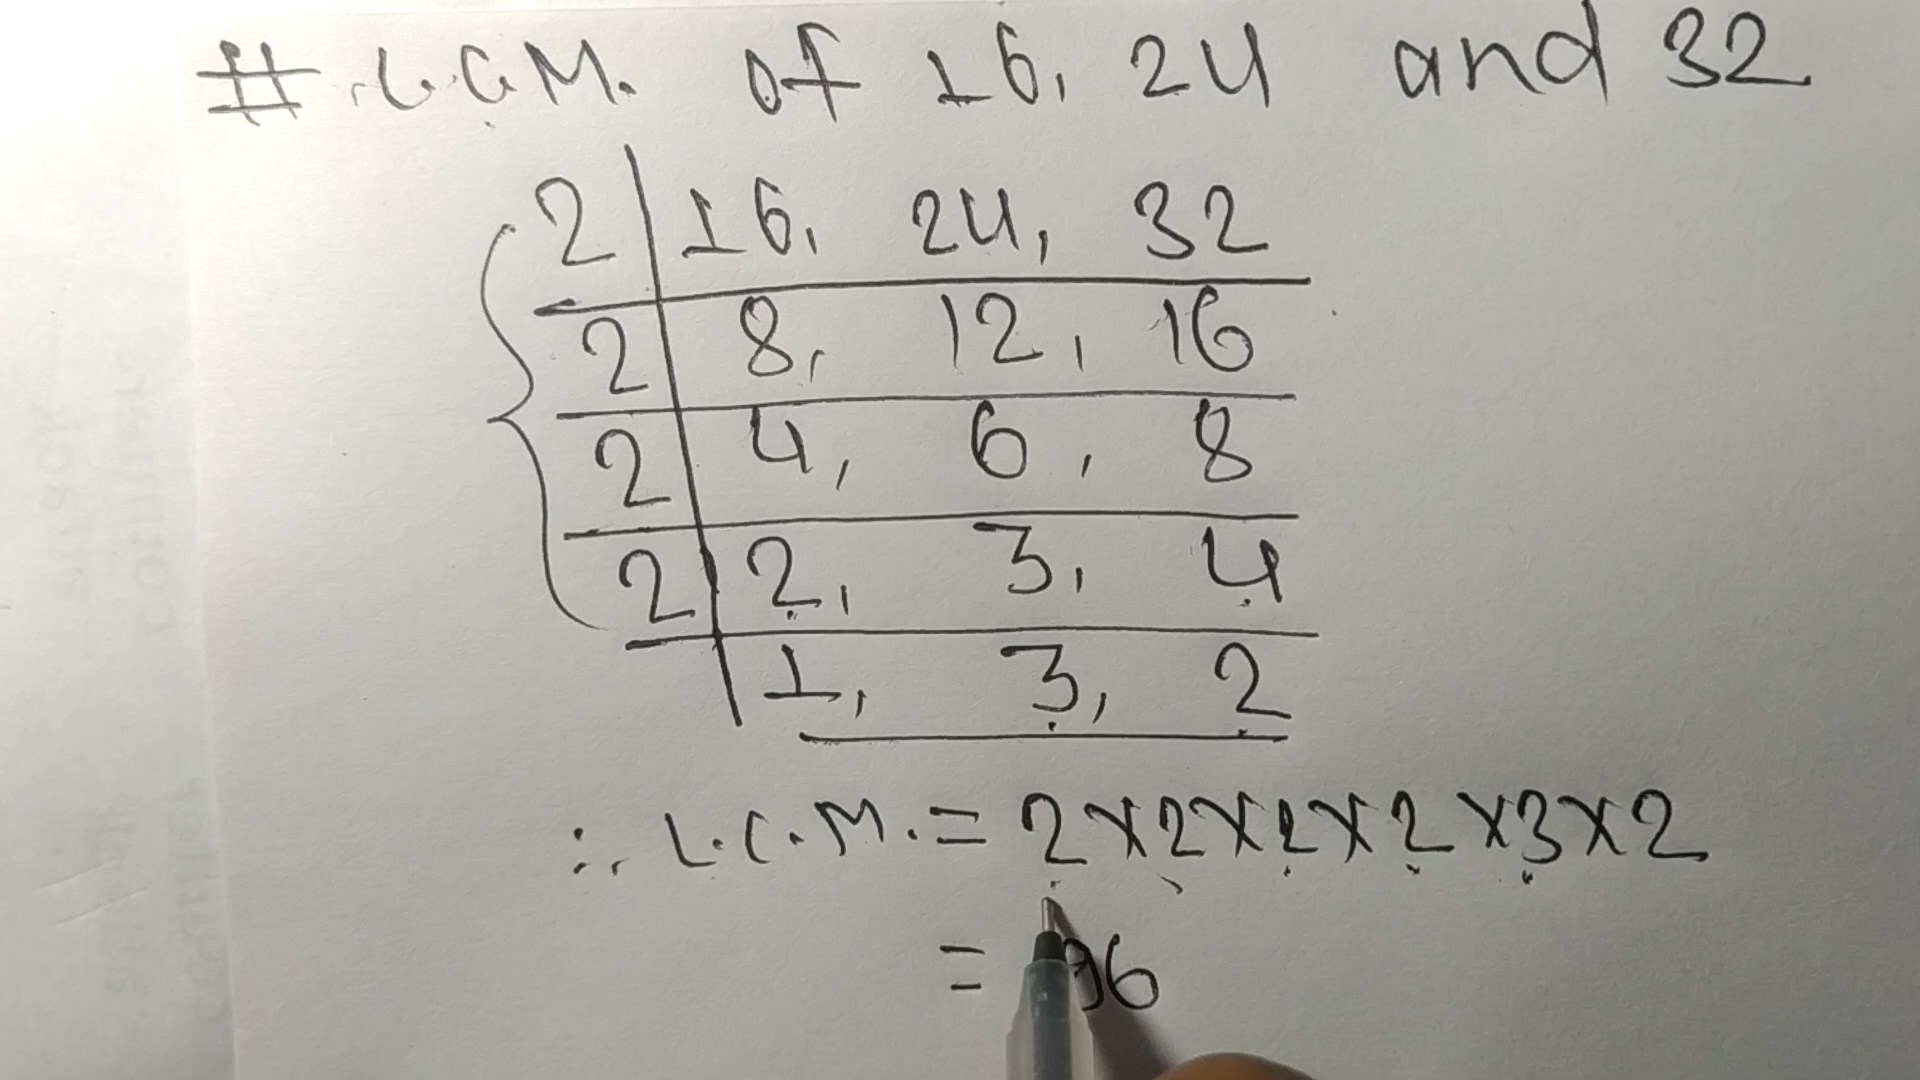 # L.C.M. of 16, 24 and 32
2 | 16, 24, 32
2 | 8, 12, 16
2 | 4, 6, 8
2 | 2, 3, 4
1, 3, 2
∴ L.C.M. = 2×2×2×2×3×2
= 96